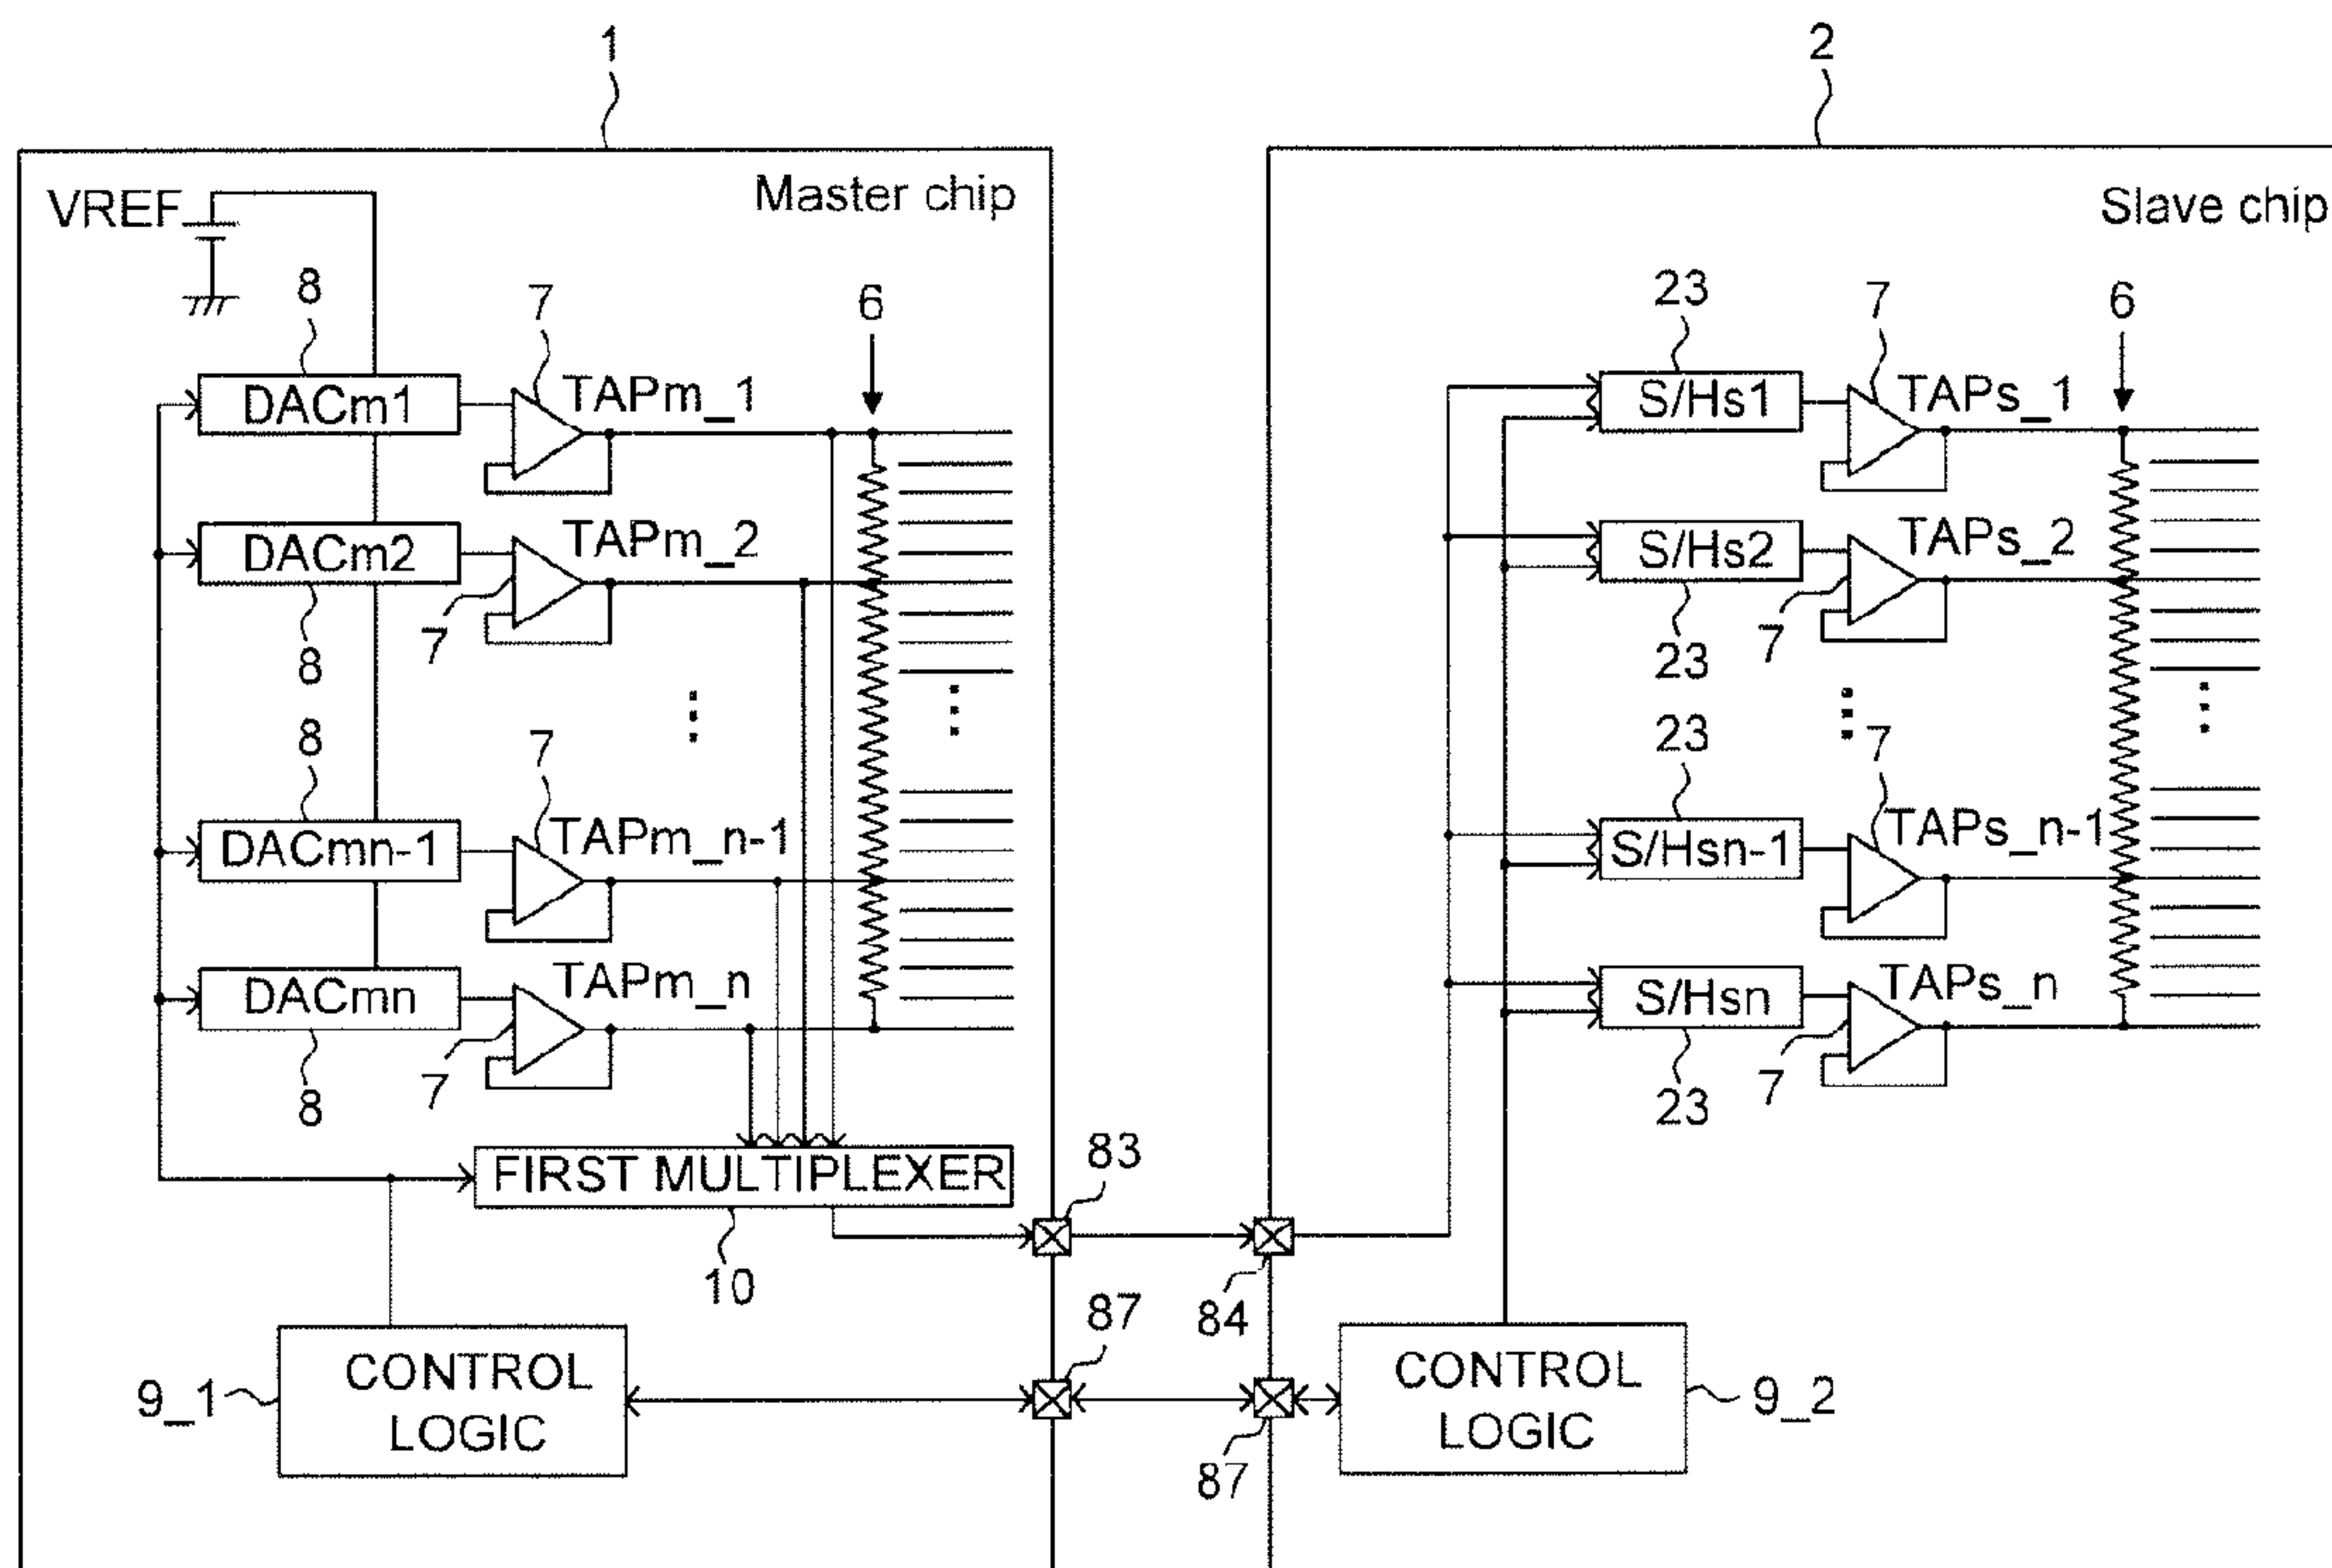 1
2
Master chip
Slave chip
VREF
8
7
6
23
7
6
DACm1
TAPm_1
S/Hs1
TAPs_1
DACm2
TAPm_2
S/Hs2
TAPs_2
8
7
23
7
8
7
23
7
DACmn-1
TAPm_n-1
S/Hsn-1
TAPs_n-1
DACmn
TAPm_n
S/Hsn
TAPs_n
8
7
23
7
FIRST MULTIPLEXER
83
10
84
87
CONTROL
LOGIC
9_1
CONTROL
LOGIC
9_2
87